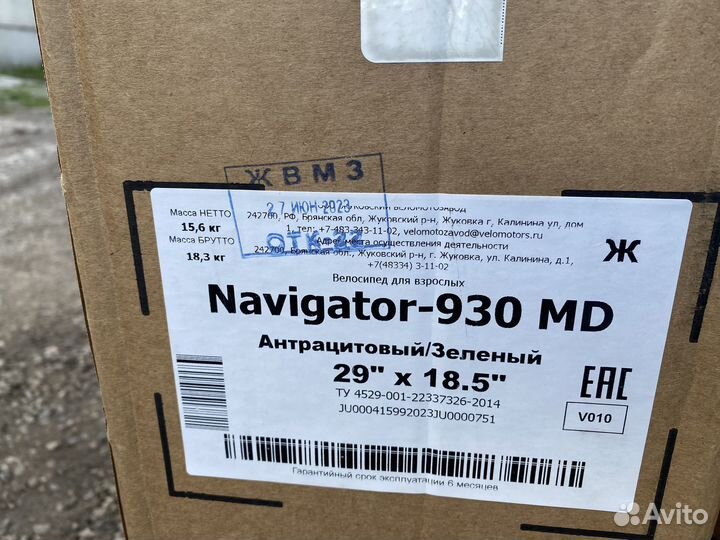 ЖВМЗ
27 ИЮН 2023
ОТК-22
Масса НЕТТО
15,6 кг
Масса БРУТТО
18,3 кг
242700, РФ, Брянская обл, Жуковский р-н, Жуковка г, Калинина ул, дом
1, тел: +7-483-343-11-02, velomotozavod@velomotors.ru
Адрес места осуществления деятельности
242700, Брянская обл., Жуковский р-н, г. Жуковка, ул. Калинина, д.1,
+7(48334) 3-11-02
Ж
Велосипед для взрослых
Navigator-930 MD
Антрацитовый/Зеленый
29" x 18.5"
ТУ 4529-001-22337326-2014
JU000415992023JU0000751
EAC
V010
Гарантийный срок эксплуатации 6 месяцев
Avito